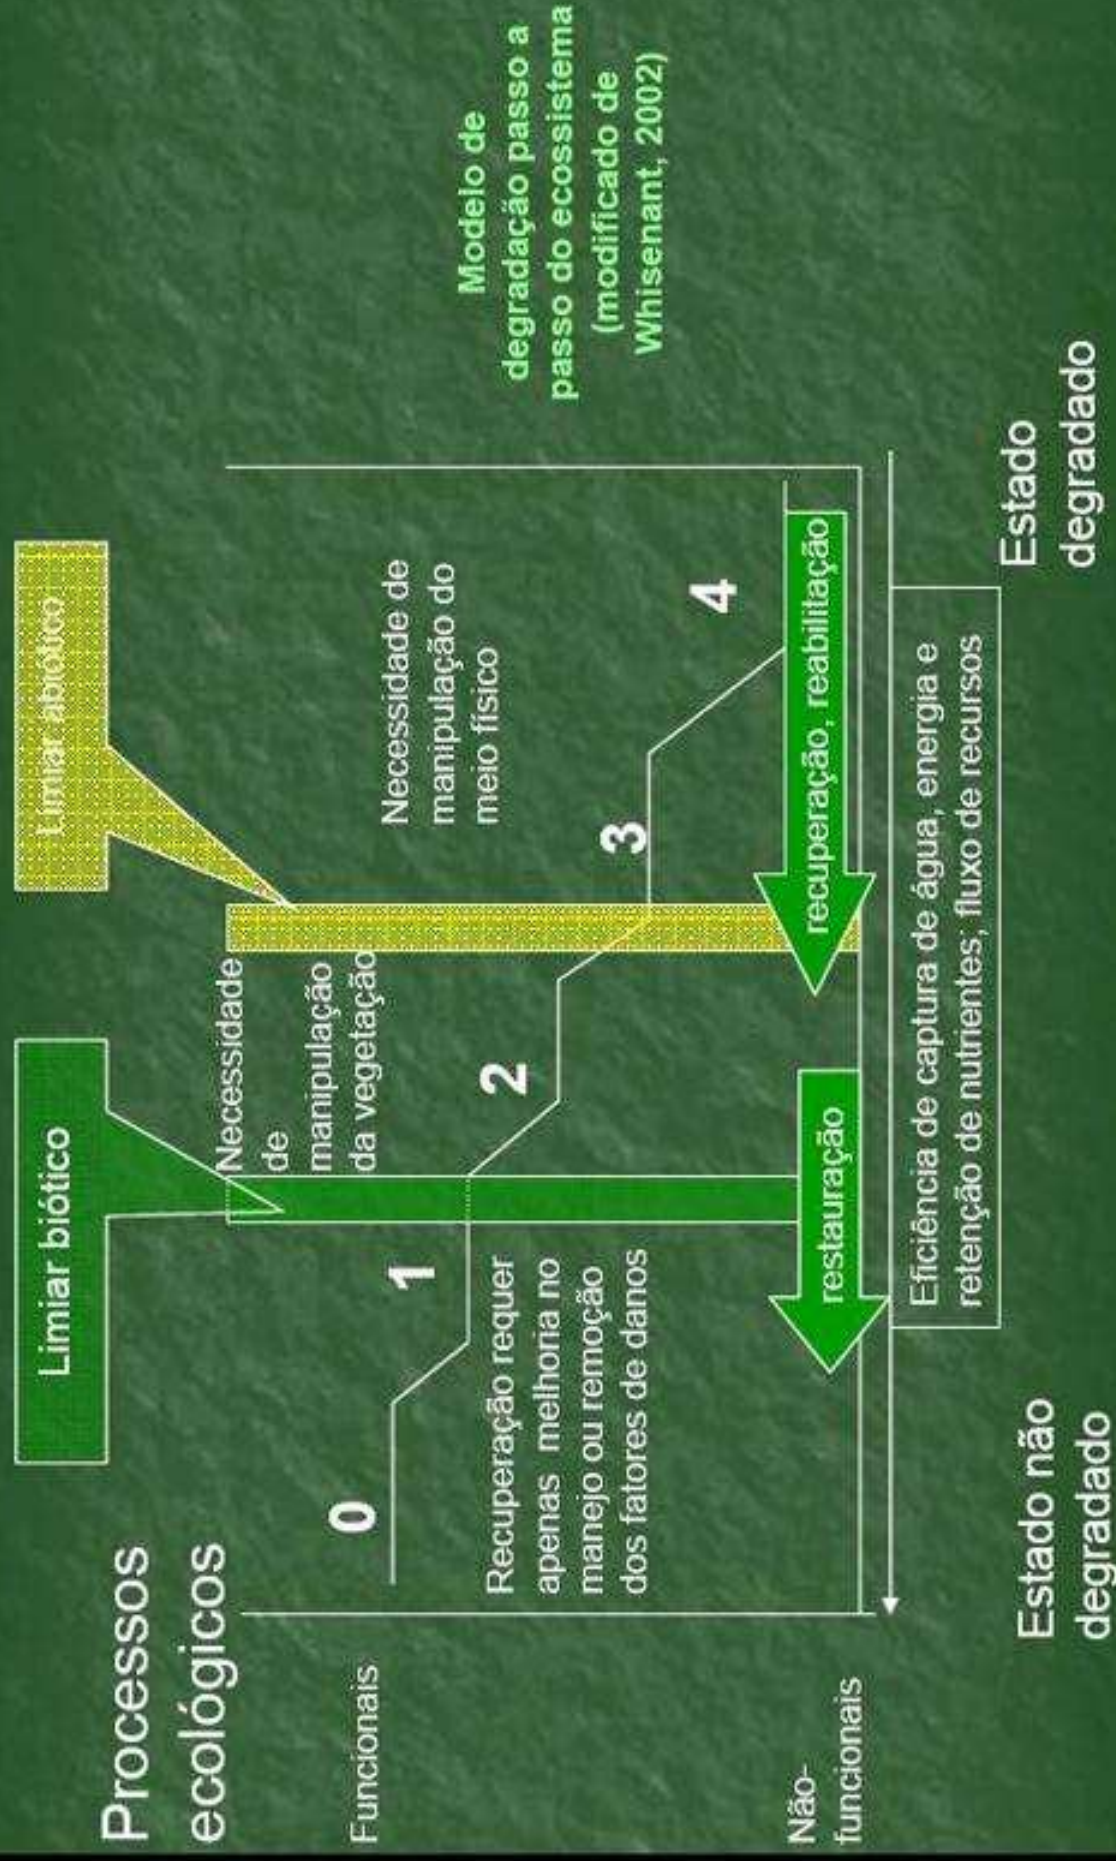 Processos
ecológicos
Limiar biótico
Limiar abiótico
Funcionais
Não-
funcionais
0
1
2
3
4
Recuperação requer
apenas melhoria no
manejo ou remoção
dos fatores de danos
Necessidade
de
manipulação
da vegetação
Necessidade de
manipulação do
meio físico
restauração
recuperação, reabilitação
Eficiência de captura de água, energia e
retenção de nutrientes; fluxo de recursos
Estado não
degradado
Estado
degradado
Modelo de
degradação passo a
passo do ecossistema
(modificado de
Whisenant, 2002)